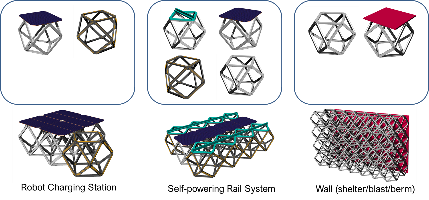 Robot Charging Station
Self-powering Rail System
Wall (shelter/blast/berm)